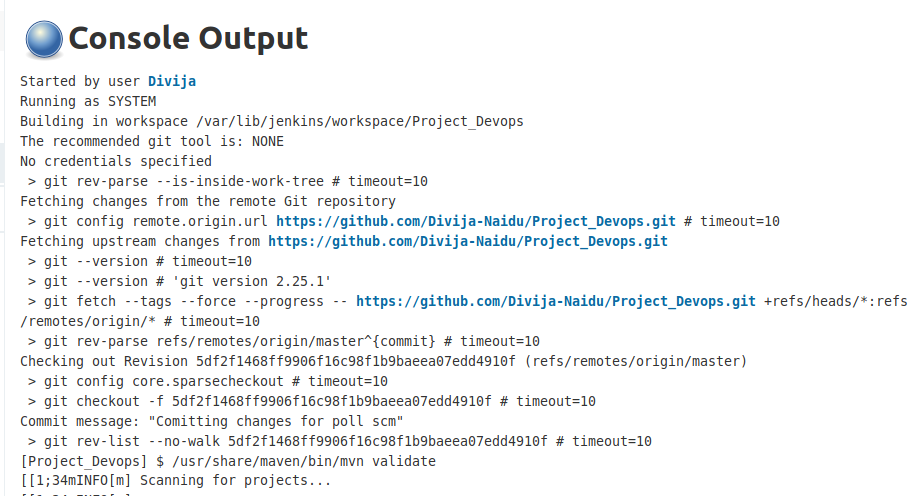 Console Output
Started by user Divija
Running as SYSTEM
Building in workspace /var/lib/jenkins/workspace/Project_Devops
The recommended git tool is: NONE
No credentials specified
 > git rev-parse --is-inside-work-tree # timeout=10
Fetching changes from the remote Git repository
 > git config remote.origin.url https://github.com/Divija-Naidu/Project_Devops.git # timeout=10
Fetching upstream changes from https://github.com/Divija-Naidu/Project_Devops.git
 > git --version # timeout=10
 > git --version # 'git version 2.25.1'
 > git fetch --tags --force --progress -- https://github.com/Divija-Naidu/Project_Devops.git +refs/heads/*:refs
/remotes/origin/* # timeout=10
 > git rev-parse refs/remotes/origin/master^{commit} # timeout=10
Checking out Revision 5df2f1468ff9906f16c98f1b9baeea07edd4910f (refs/remotes/origin/master)
 > git config core.sparsecheckout # timeout=10
 > git checkout -f 5df2f1468ff9906f16c98f1b9baeea07edd4910f # timeout=10
Commit message: "Comitting changes for poll scm"
 > git rev-list --no-walk 5df2f1468ff9906f16c98f1b9baeea07edd4910f # timeout=10
[Project_Devops] $ /usr/share/maven/bin/mvn validate
[[1;34mINFO[m] Scanning for projects...